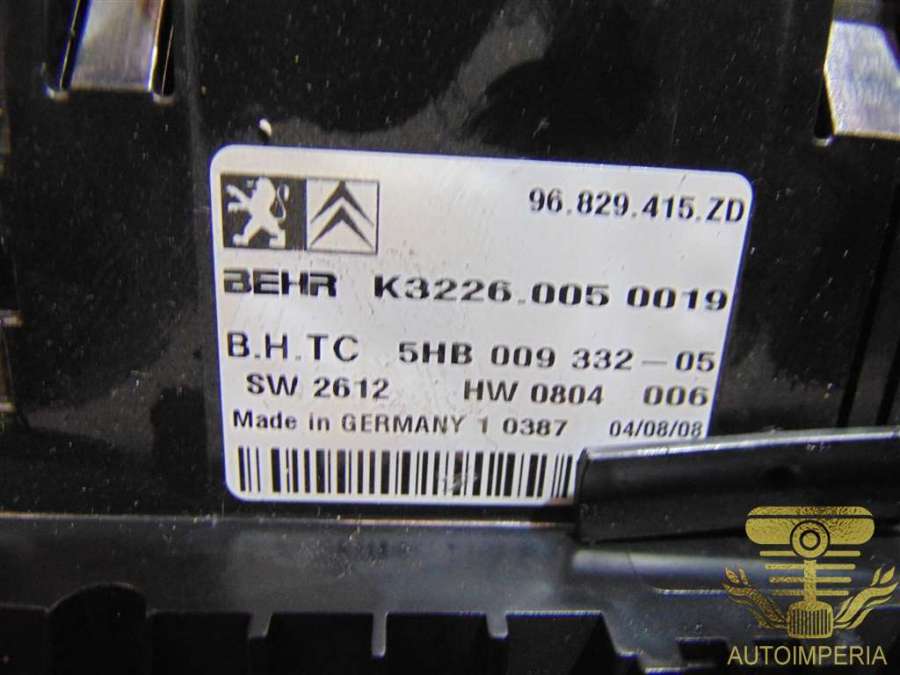 96.829.415.ZD
BEHR K3226.005 0019
B.H.TC 5HB 009 332-05
SW 2612 HW 0804 006
Made in GERMANY 1 0387 04/08/08
AUTOIMPERIA